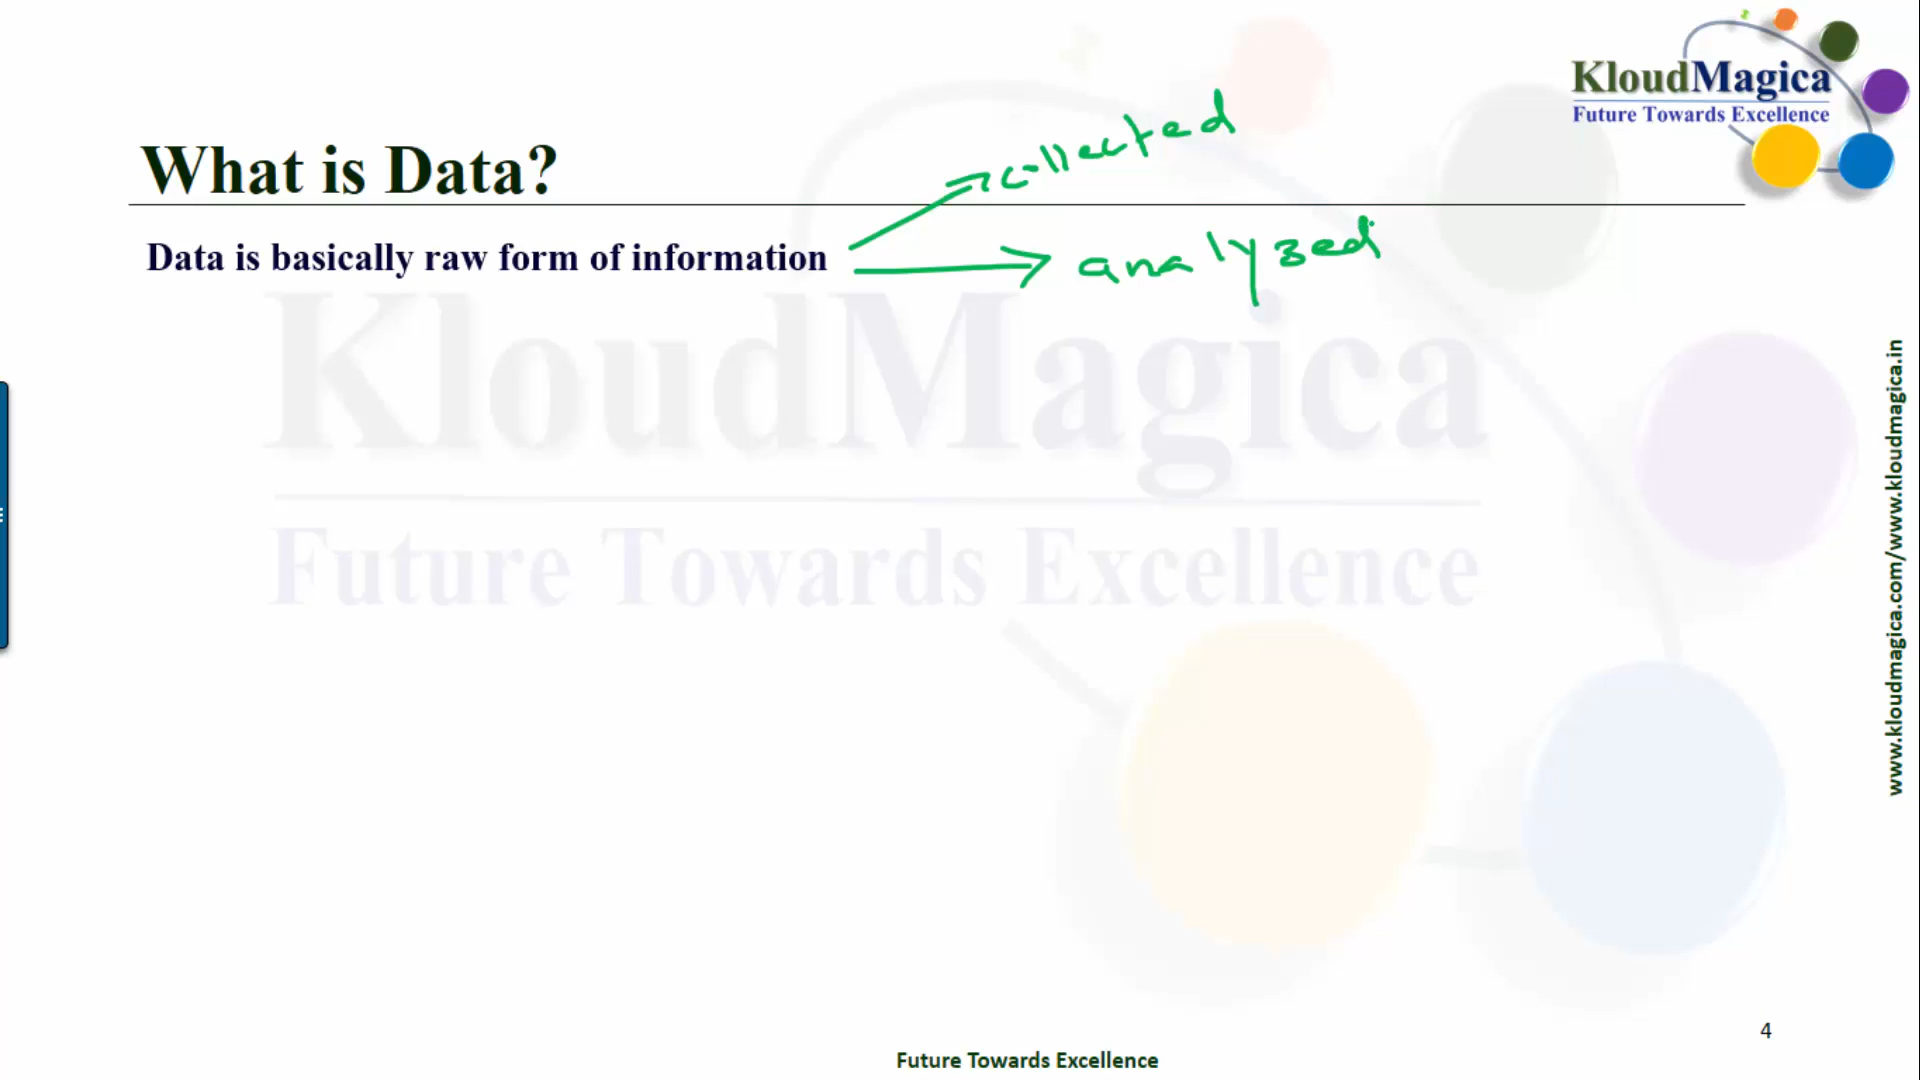 KloudMagica
Future Towards Excellence
collected
What is Data?
Data is basically raw form of information
analyzed
KloudMagica
Future Towards Excellence
www.kloudmagica.com/www.kloudmagica.in
4
Future Towards Excellence